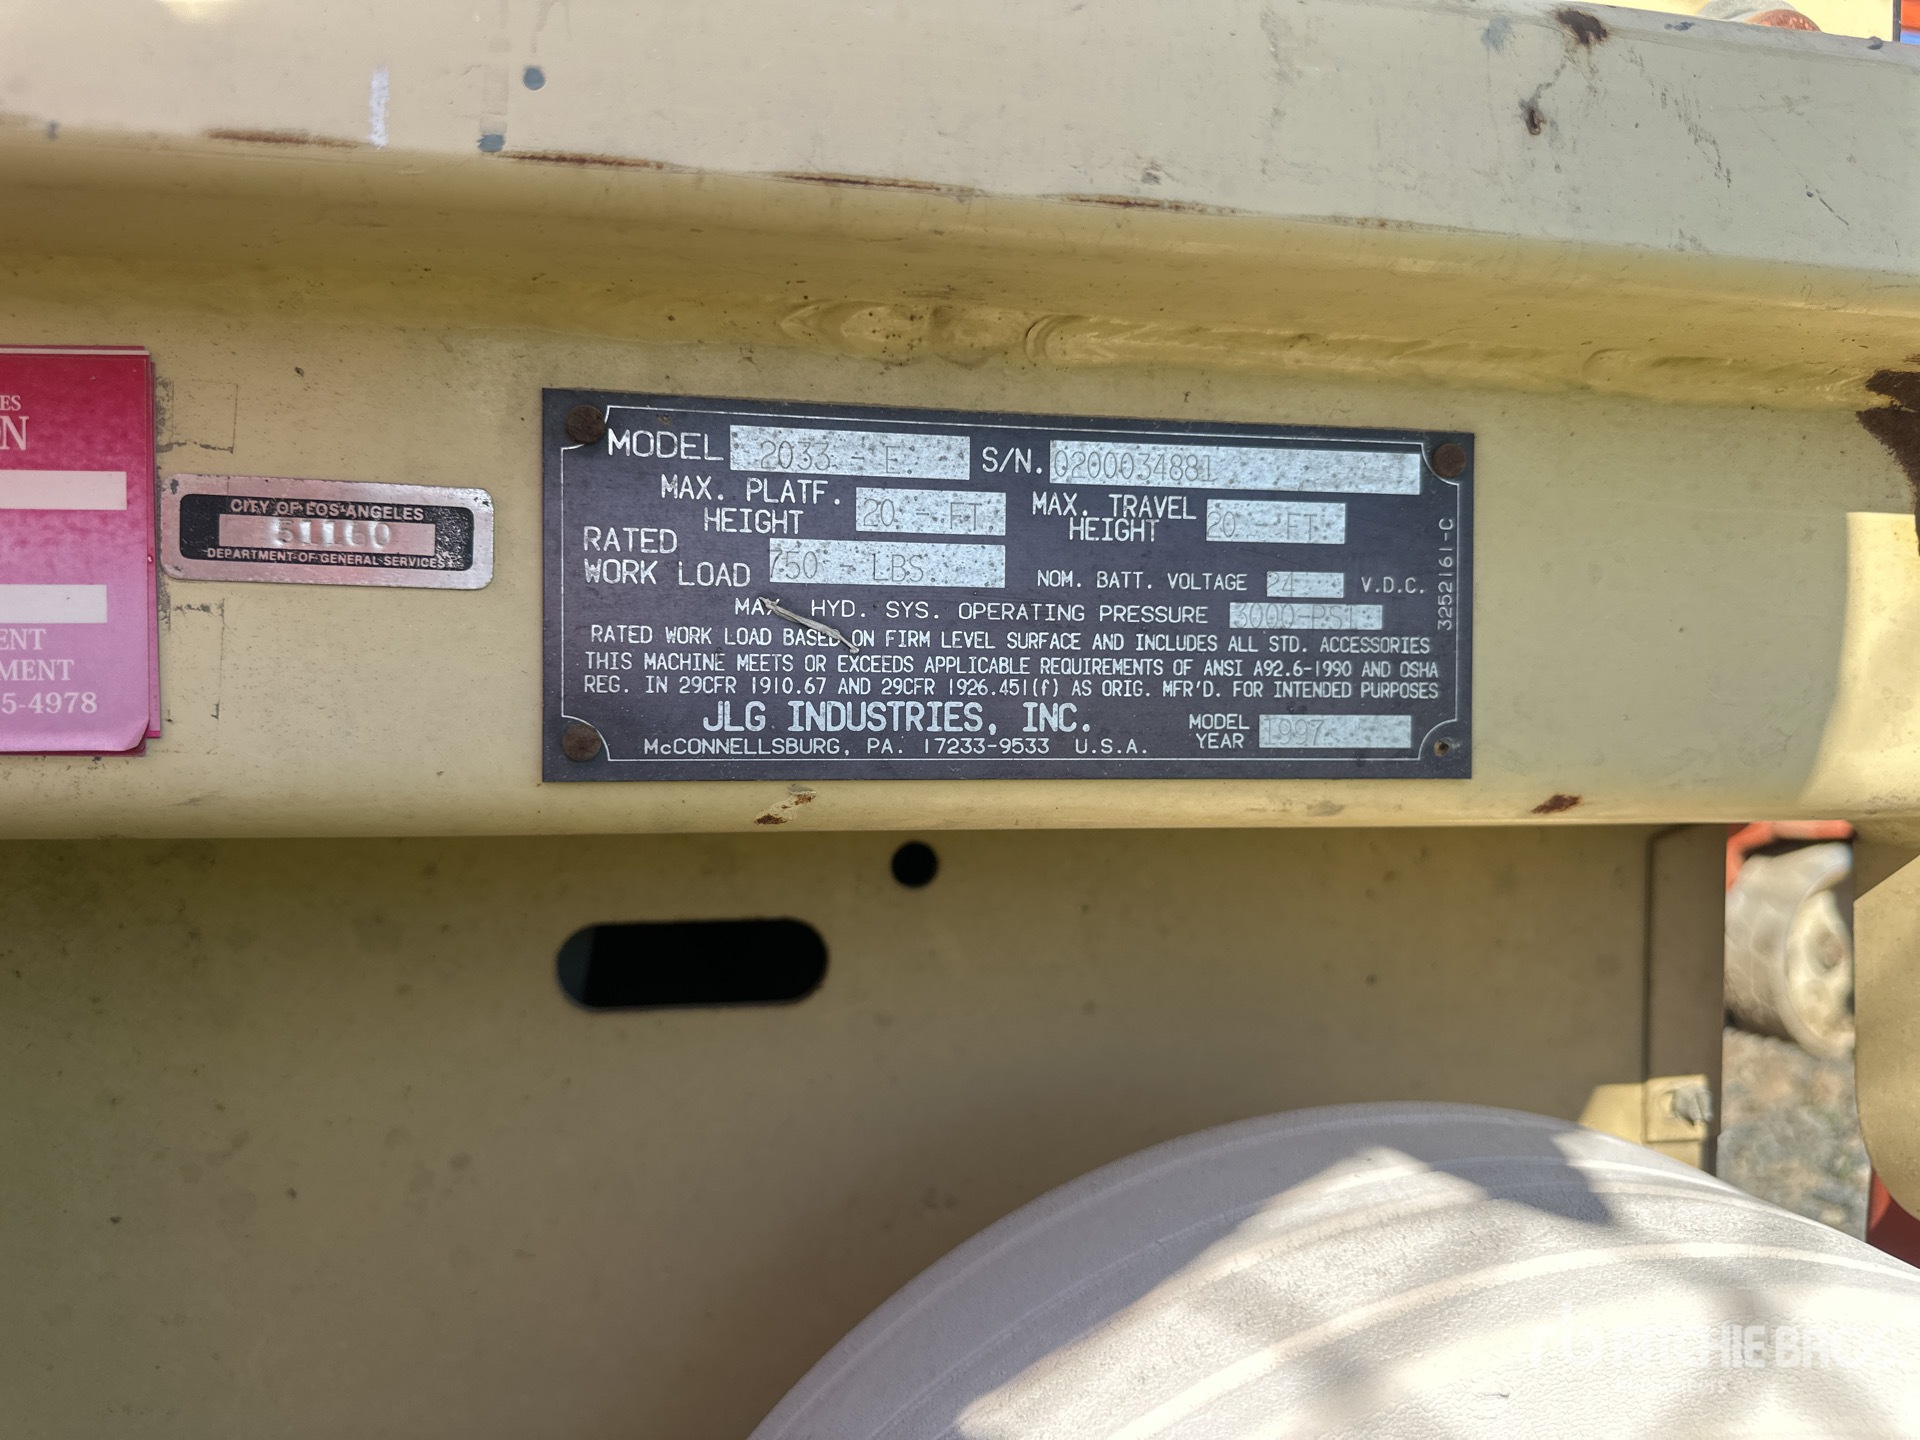 ES
N
ENT
MENT
5-4978
CITY OF LOS ANGELES
51160
DEPARTMENT OF GENERAL SERVICES
MODEL 2033 - E. S/N. 0200034881
MAX. PLATF. HEIGHT 20 - FT. MAX. TRAVEL HEIGHT 20 - FT.
RATED WORK LOAD 750 - LBS. NOM. BATT. VOLTAGE 24 V.D.C.
MAX. HYD. SYS. OPERATING PRESSURE 3000-PSI
RATED WORK LOAD BASED ON FIRM LEVEL SURFACE AND INCLUDES ALL STD. ACCESSORIES
THIS MACHINE MEETS OR EXCEEDS APPLICABLE REQUIREMENTS OF ANSI A92.6-1990 AND OSHA
REG. IN 29CFR 1910.67 AND 29CFR 1926.451(f) AS ORIG. MFR'D. FOR INTENDED PURPOSES
JLG INDUSTRIES, INC.
McCONNELLSBURG, PA. 17233-9533 U.S.A.
MODEL YEAR 1997
3252161-C
RITCHIE BROS